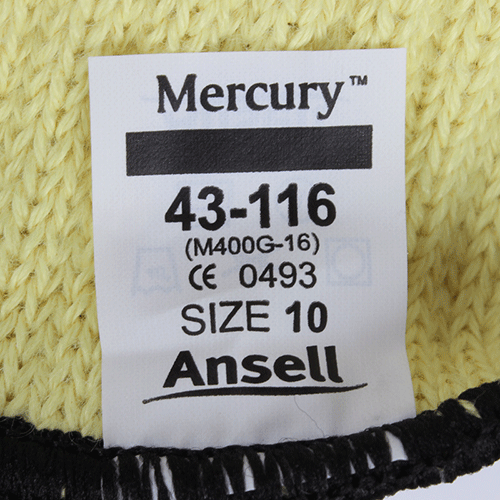 Mercury™
43-116
(M400G-16)
CE 0493
SIZE 10
Ansell